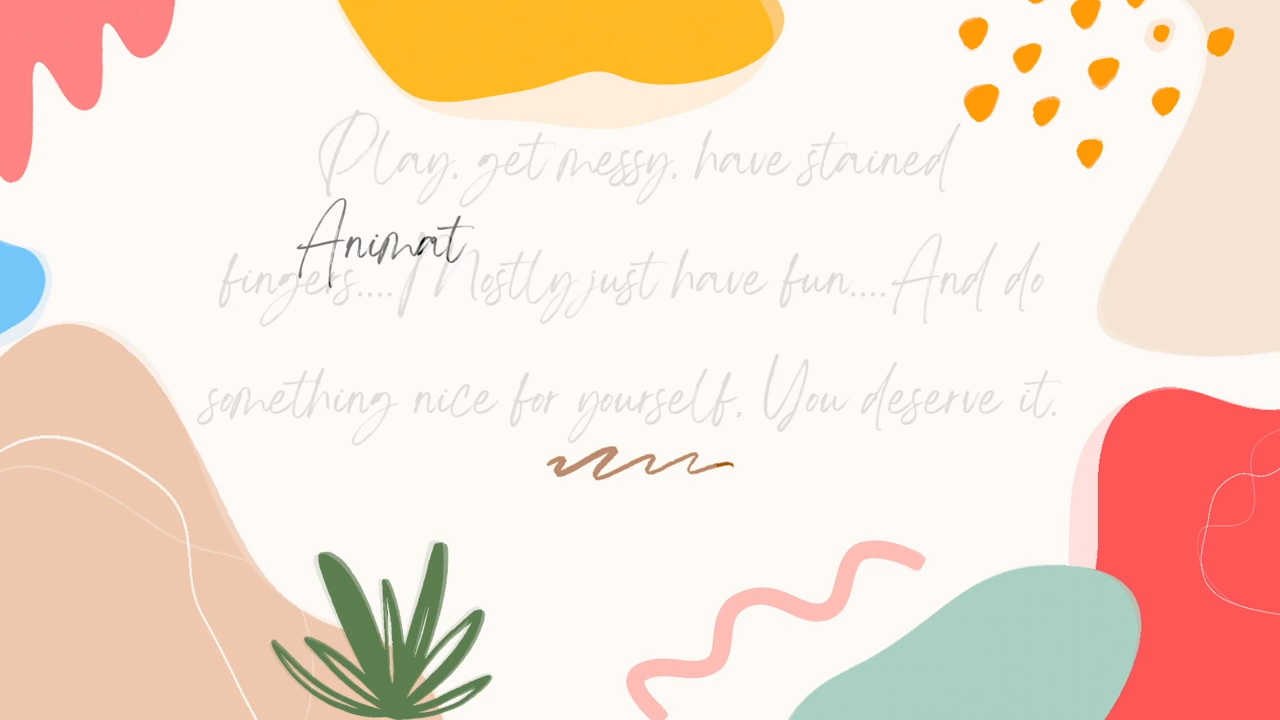 Play, get messy, have stained
Animat
fingers....Mostly just have fun....And do
something nice for yourself. You deserve it.